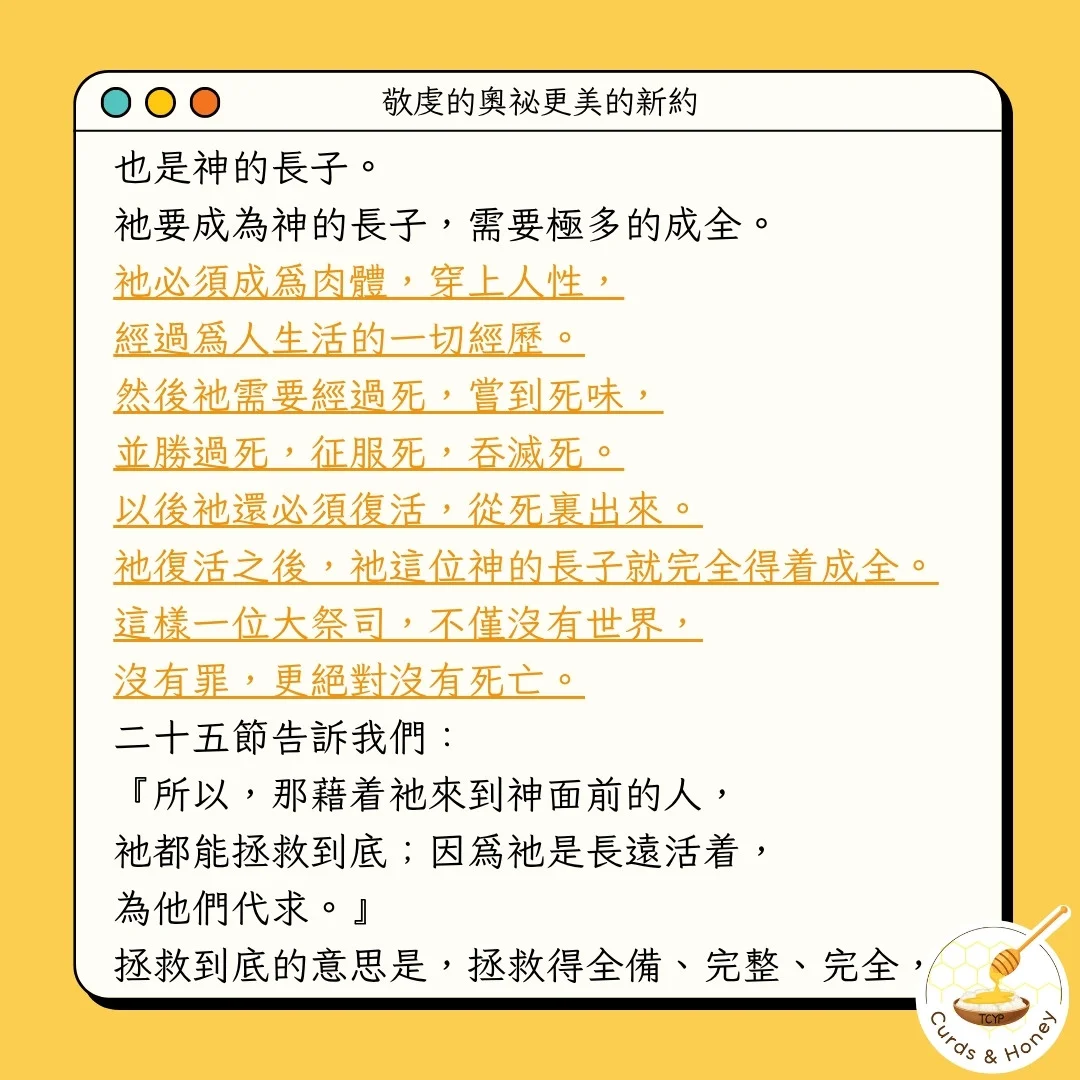 敬虔的奧祕更美的新約
也是神的長子。
祂要成為神的長子，需要極多的成全。
祂必須成爲肉體，穿上人性，
經過爲人生活的一切經歷。
然後祂需要經過死，嘗到死味，
並勝過死，征服死，吞滅死。
以後祂還必須復活，從死裏出來。
祂復活之後，祂這位神的長子就完全得着成全。
這樣一位大祭司，不僅沒有世界，
沒有罪，更絕對沒有死亡。
二十五節告訴我們：
『所以，那藉着祂來到神面前的人，
祂都能拯救到底；因爲祂是長遠活着，
為他們代求。』
拯救到底的意思是，拯救得全備、完整、完全，
TCYP
Curds & Honey